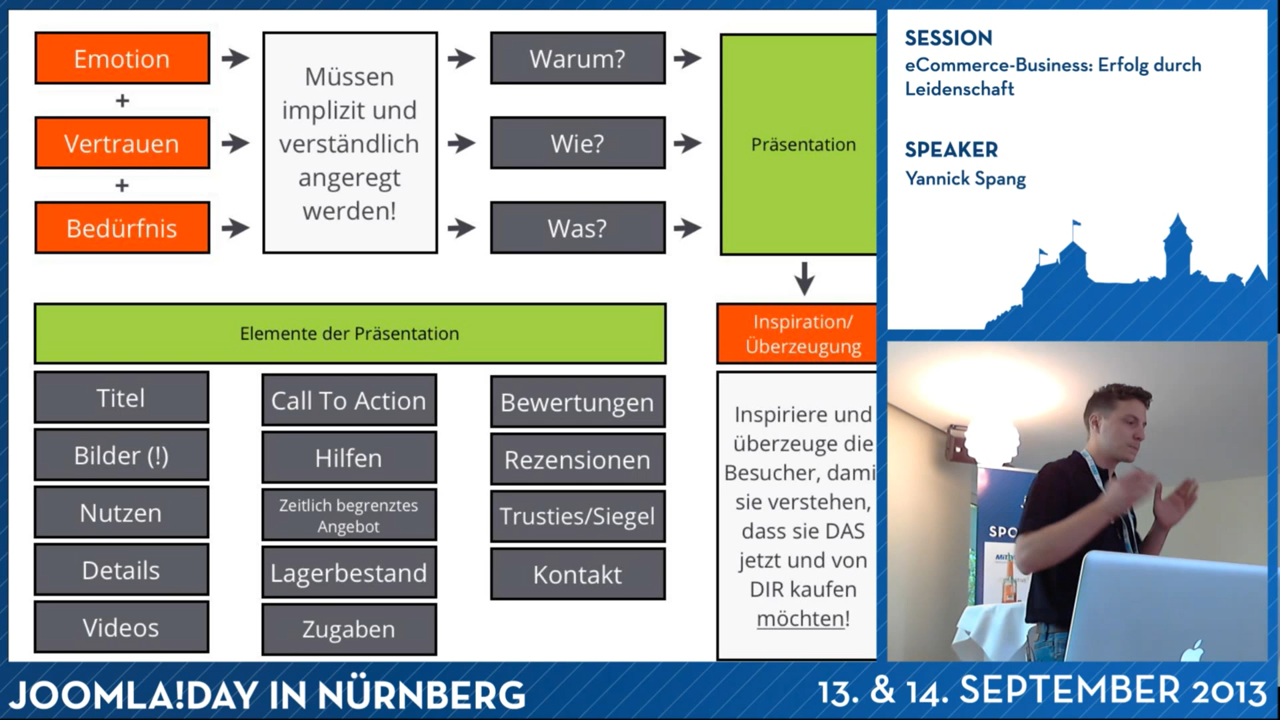 Emotion
+
Vertrauen
+
Bedürfnis
Müssen
implizit und
verständlich
angeregt
werden!
Warum?
Wie?
Was?
Präsentation
Elemente der Präsentation
Titel
Bilder (!)
Nutzen
Details
Videos
Call To Action
Hilfen
Zeitlich begrenztes
Angebot
Lagerbestand
Zugaben
Bewertungen
Rezensionen
Trusties/Siegel
Kontakt
Inspiration/
Überzeugung
Inspiriere und
überzeuge die
Besucher, dami
sie verstehen,
dass sie DAS
jetzt und von
DIR kaufen
möchten!
SESSION
eCommerce-Business: Erfolg durch
Leidenschaft
SPEAKER
Yannick Spang
SPO
JOOMLA!DAY IN NÜRNBERG
13. & 14. SEPTEMBER 2013